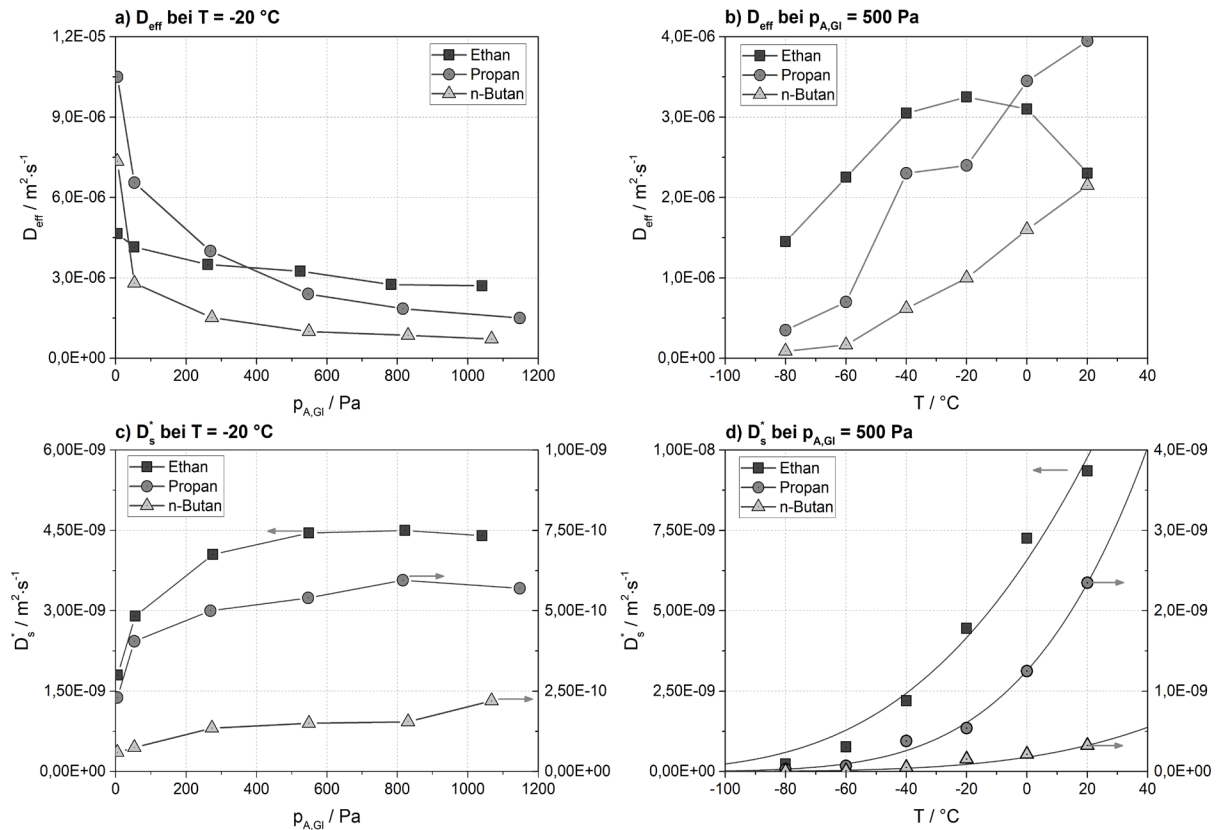 a) D_eff bei T = -20 °C
1,2E-05
9,0E-06
6,0E-06
3,0E-06
0,0E+00
D_eff / m²·s⁻¹
Ethan
Propan
n-Butan
0
200
400
600
800
1000
1200
p_A,Gl / Pa
b) D_eff bei p_A,Gl = 500 Pa
4,0E-06
3,0E-06
2,0E-06
1,0E-06
0,0E+00
D_eff / m²·s⁻¹
Ethan
Propan
n-Butan
-100
-80
-60
-40
-20
0
20
40
T / °C
c) D_s^* bei T = -20 °C
6,00E-09
4,50E-09
3,00E-09
1,50E-09
0,00E+00
D_s^* / m²·s⁻¹
Ethan
Propan
n-Butan
1,00E-09
7,50E-10
5,00E-10
2,50E-10
0,00E+00
0
200
400
600
800
1000
1200
p_A,Gl / Pa
d) D_s^* bei p_A,Gl = 500 Pa
1,00E-08
7,50E-09
5,00E-09
2,50E-09
0,00E+00
D_s^* / m²·s⁻¹
Ethan
Propan
n-Butan
4,0E-09
3,0E-09
2,0E-09
1,0E-09
0,0E+00
-100
-80
-60
-40
-20
0
20
40
T / °C